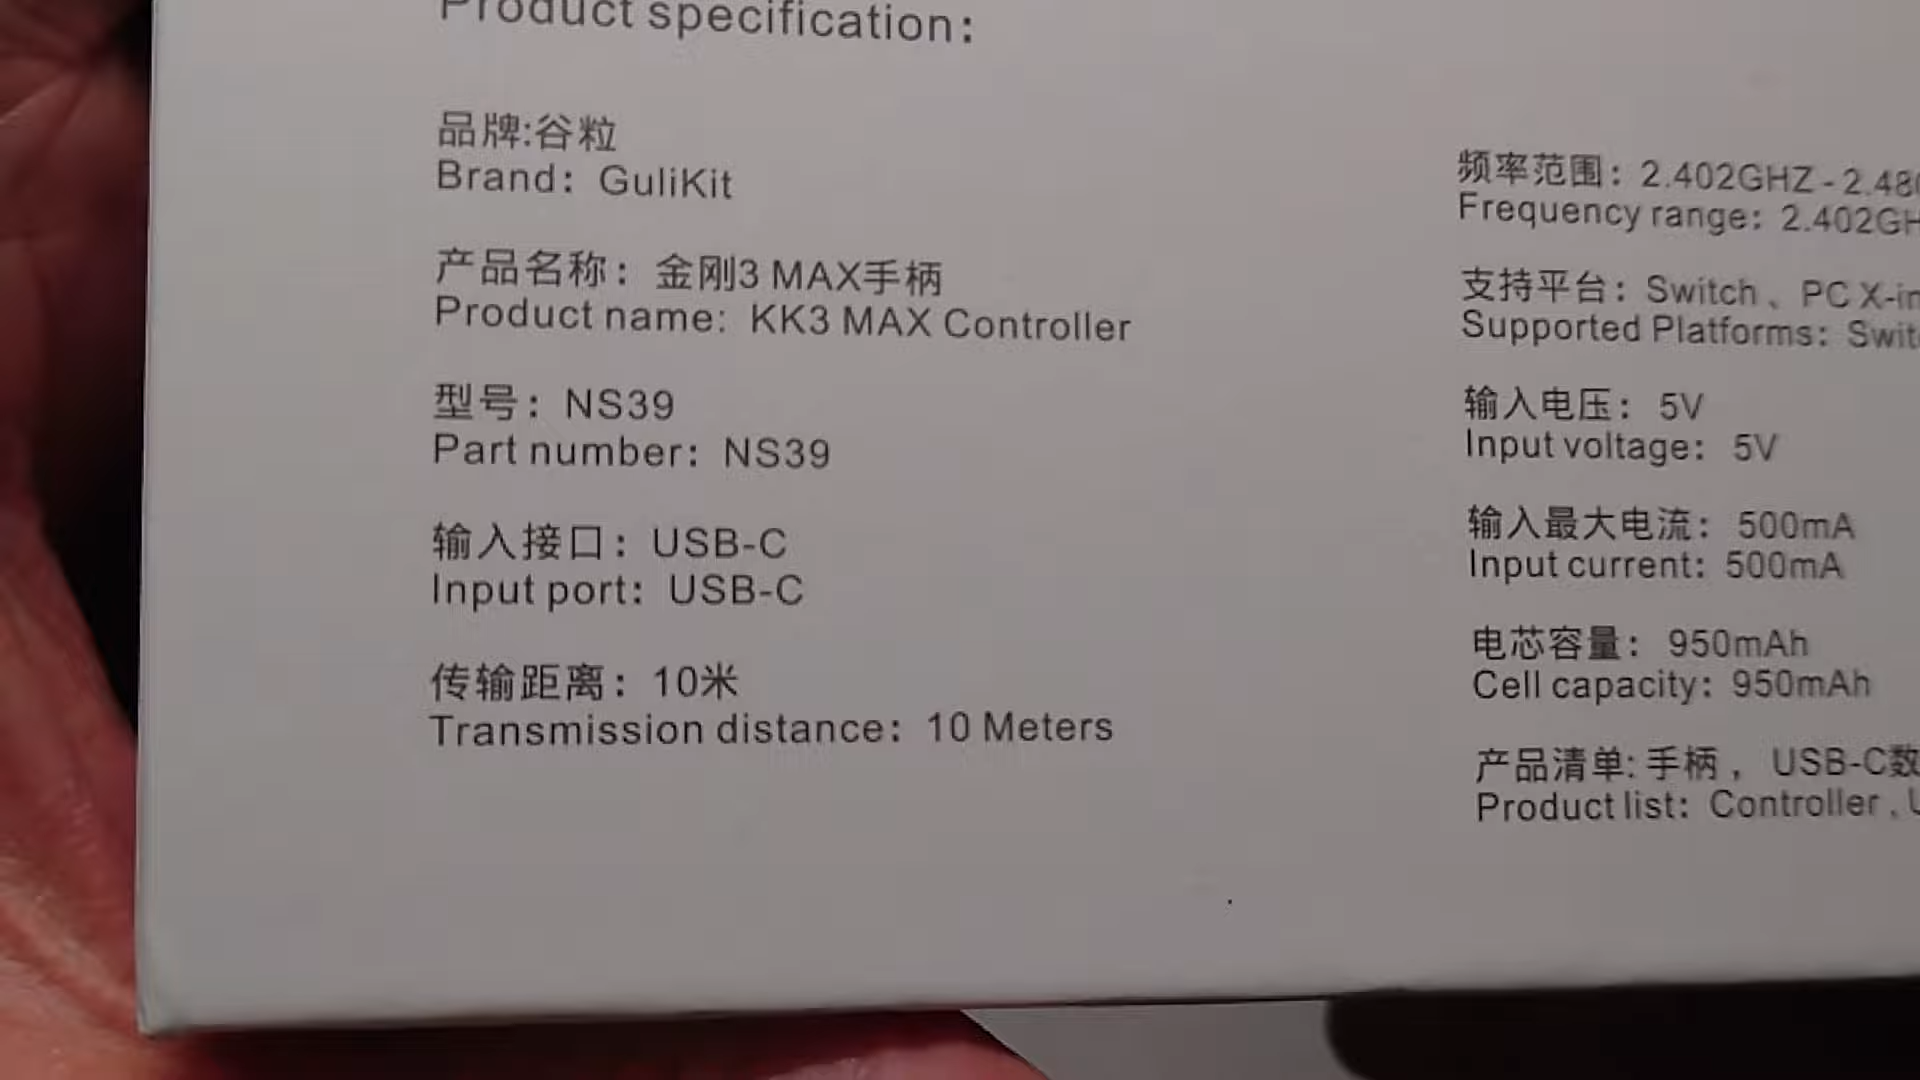 Product specification:
品牌:谷粒
Brand: GuliKit
产品名称: 金刚3 MAX手柄
Product name: KK3 MAX Controller
型号: NS39
Part number: NS39
输入接口: USB-C
Input port: USB-C
传输距离: 10米
Transmission distance: 10 Meters
频率范围: 2.402GHZ - 2.48
Frequency range: 2.402GH
支持平台: Switch、PC X-in
Supported Platforms: Swit
输入电压: 5V
Input voltage: 5V
输入最大电流: 500mA
Input current: 500mA
电芯容量: 950mAh
Cell capacity: 950mAh
产品清单: 手柄, USB-C数
Product list: Controller ,